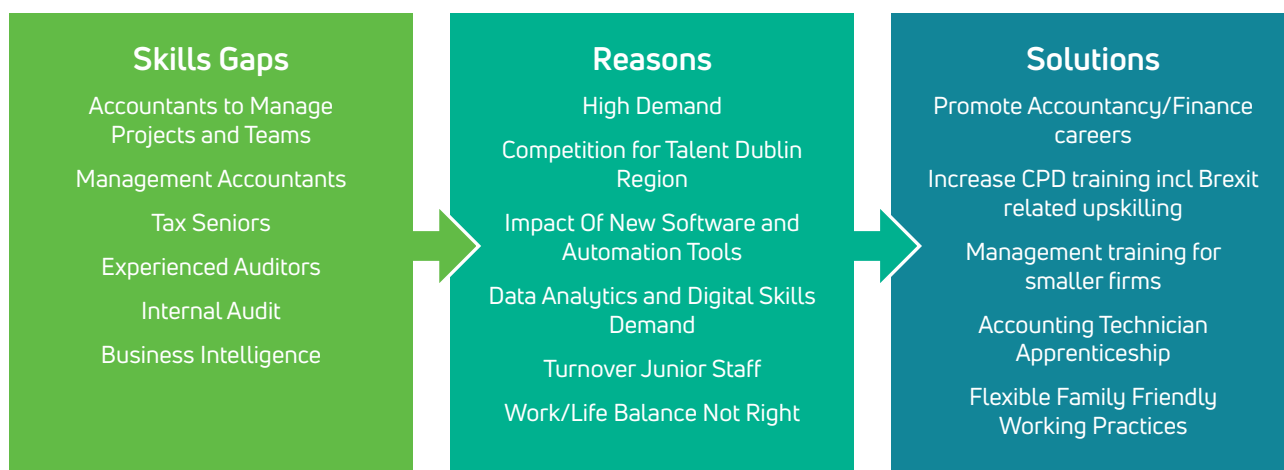 Skills Gaps
Accountants to Manage
Projects and Teams
Management Accountants
Tax Seniors
Experienced Auditors
Internal Audit
Business Intelligence
Reasons
High Demand
Competition for Talent Dublin
Region
Impact Of New Software and
Automation Tools
Data Analytics and Digital Skills
Demand
Turnover Junior Staff
Work/Life Balance Not Right
Solutions
Promote Accountancy/Finance
careers
Increase CPD training incl Brexit
related upskilling
Management training for
smaller firms
Accounting Technician
Apprenticeship
Flexible Family Friendly
Working Practices